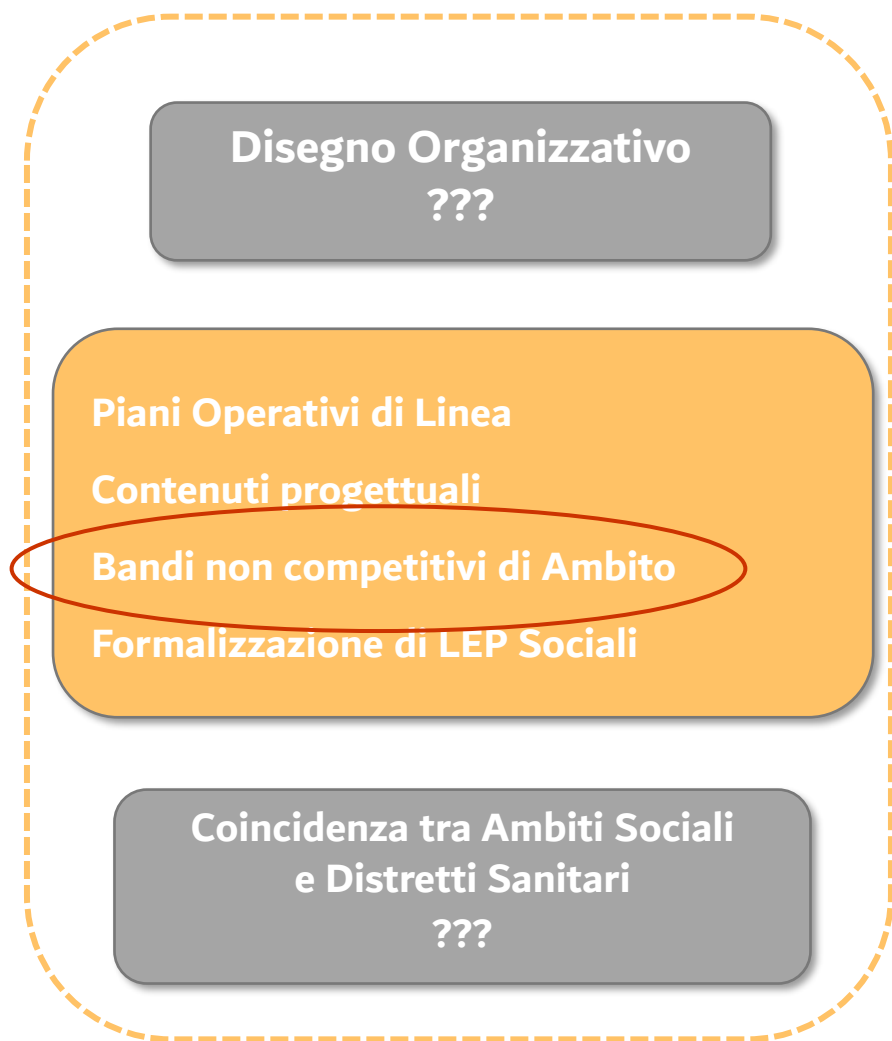 Disegno Organizzativo
???
Piani Operativi di Linea
Contenuti progettuali
Bandi non competitivi di Ambito
Formalizzazione di LEP Sociali
Coincidenza tra Ambiti Sociali
e Distretti Sanitari
???